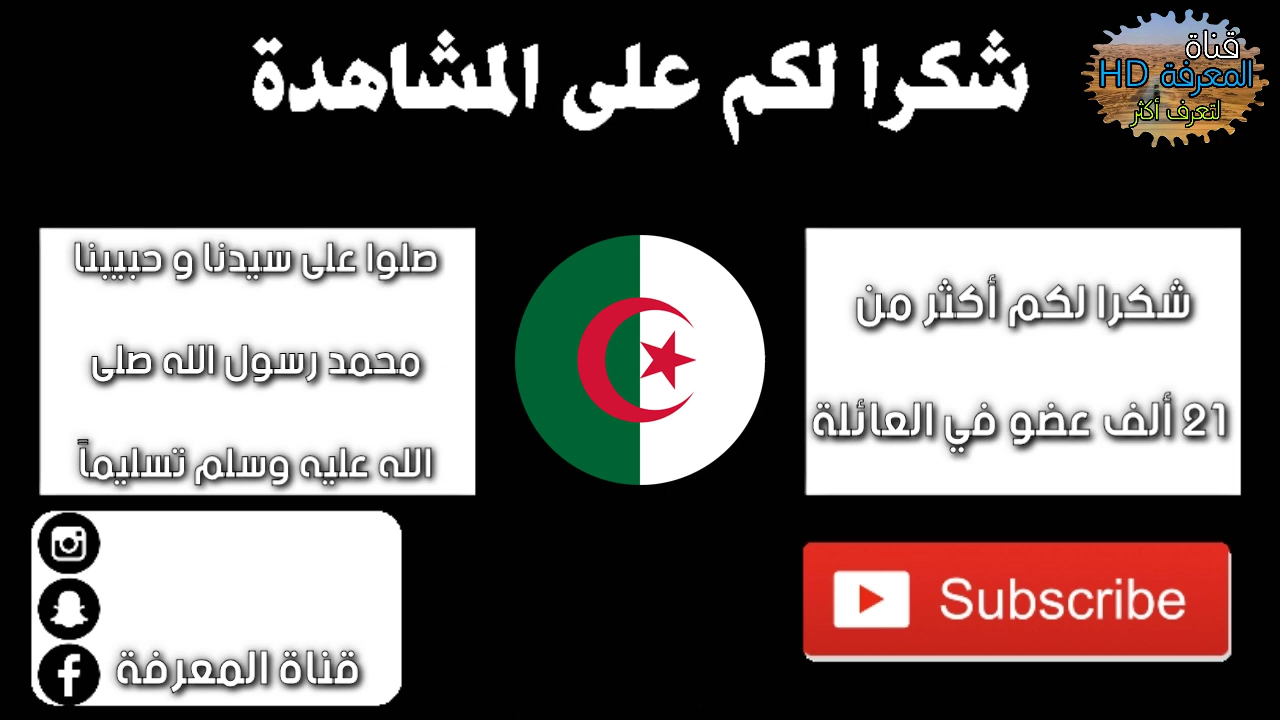 شكرا لكم على المشاهدة
قناة
المعرفة HD
لتعرف أكثر
شكرا لكم أكثر من
21 ألف عضو في العائلة
صلوا على سيدنا و حبيبنا
محمد رسول الله صلى
الله عليه وسلم تسليماً
Subscribe
قناة المعرفة